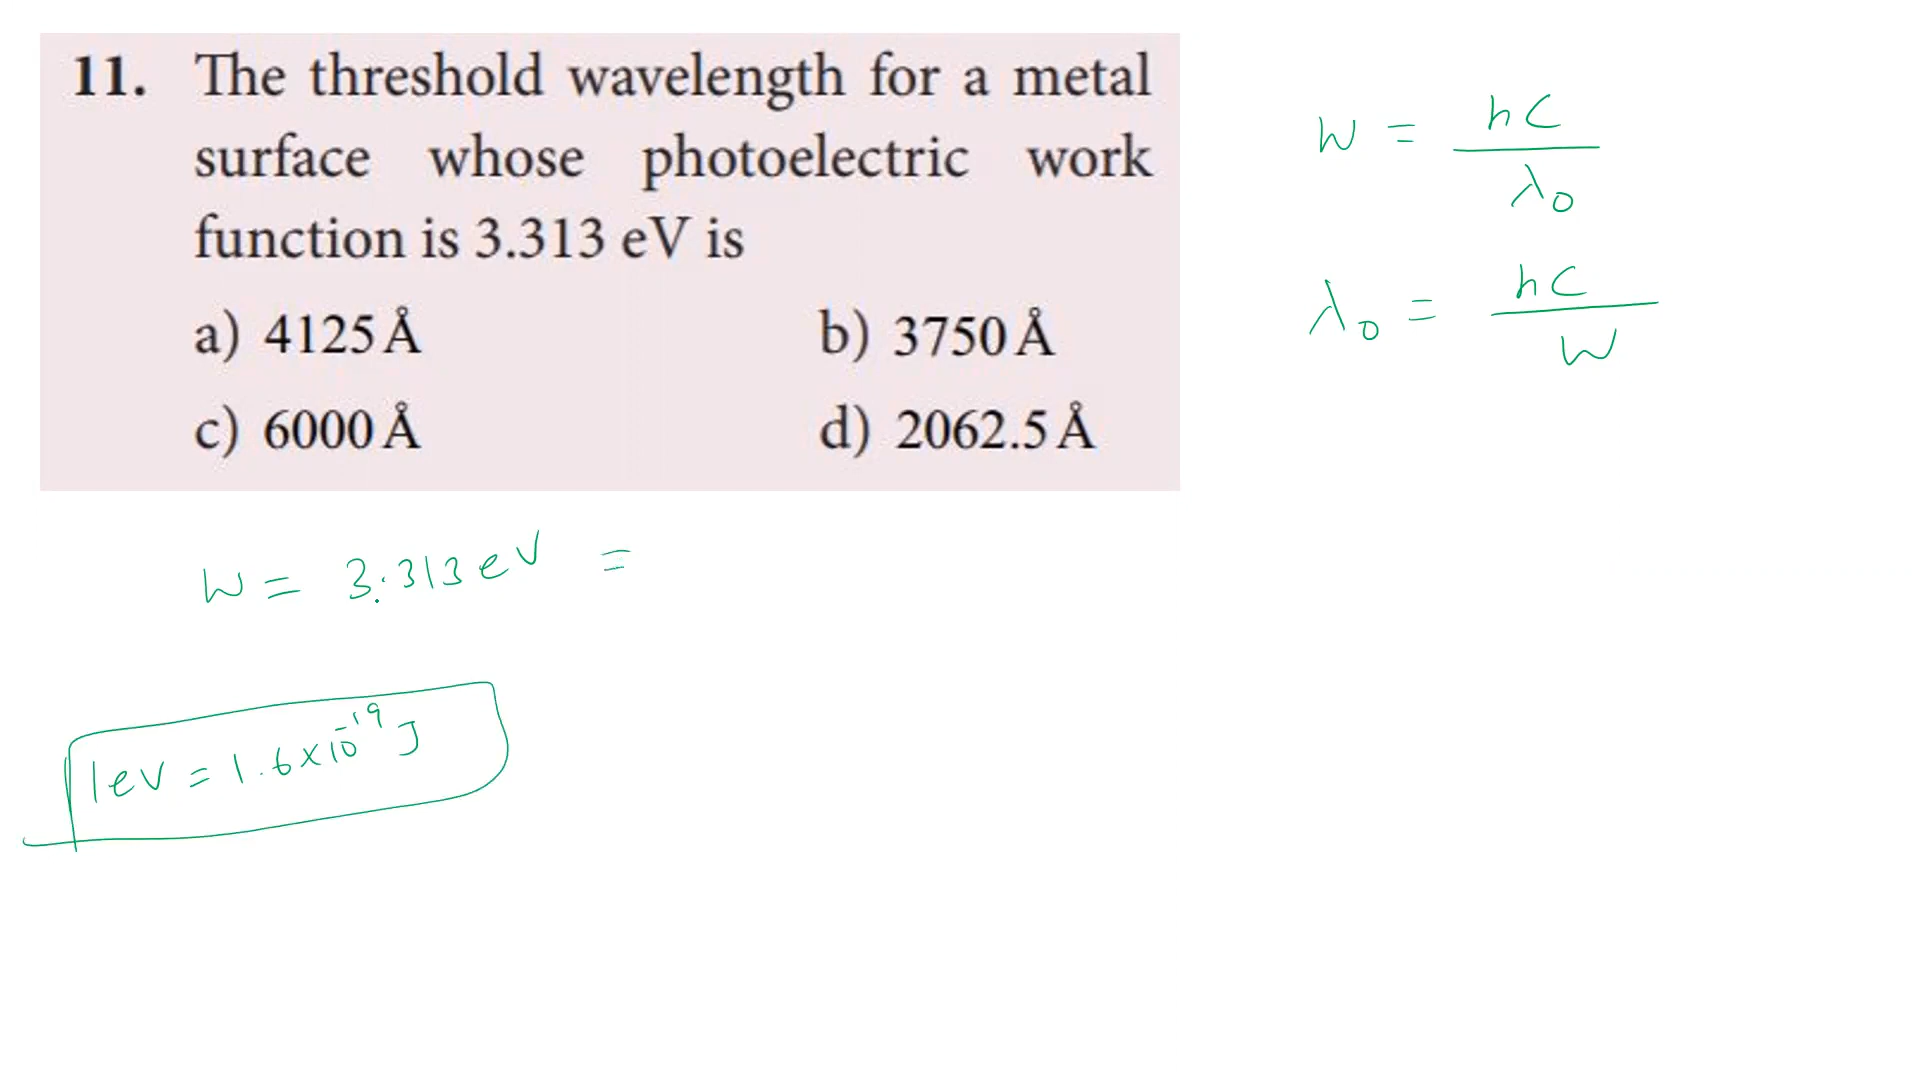 11. The threshold wavelength for a metal
surface whose photoelectric work
function is 3.313 eV is
a) 4125 Å b) 3750 Å
c) 6000 Å d) 2062.5 Å
W = hC / λ₀
λ₀ = hC / W
W = 3.313 eV =
1eV = 1.6 × 10⁻¹⁹ J